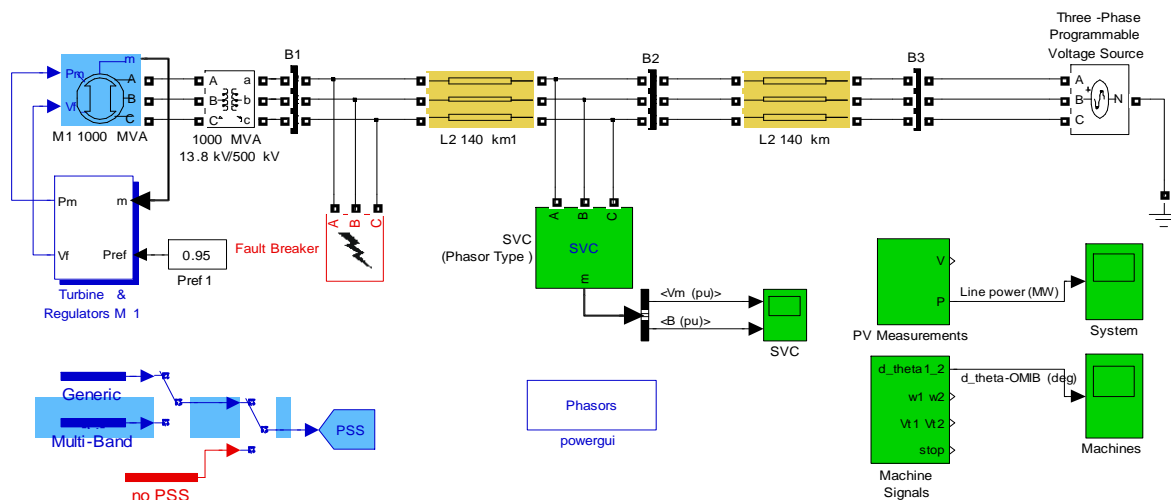 Three -Phase
Programmable
Voltage Source
B1
B2
B3
m
Pm
A
B
C
Vf
A
a
B
b
C
c
A
B
C
N
+
M1 1000 MVA
1000 MVA
13.8 kV/500 kV
L2 140 km1
L2 140 km
Pm
m
Vf
Pref
0.95
Pref 1
Turbine &
Regulators M 1
Fault Breaker
A
B
C
SVC
(Phasor Type )
A
B
C
SVC
m
<Vm (pu)>
<B (pu)>
SVC
V
P
Line power (MW)
PV Measurements
System
d_theta1_2
w1 w2
Vt1 Vt2
stop
d_theta-OMIB (deg)
Machine
Signals
Machines
Generic
Multi-Band
no PSS
PSS
Phasors
powergui